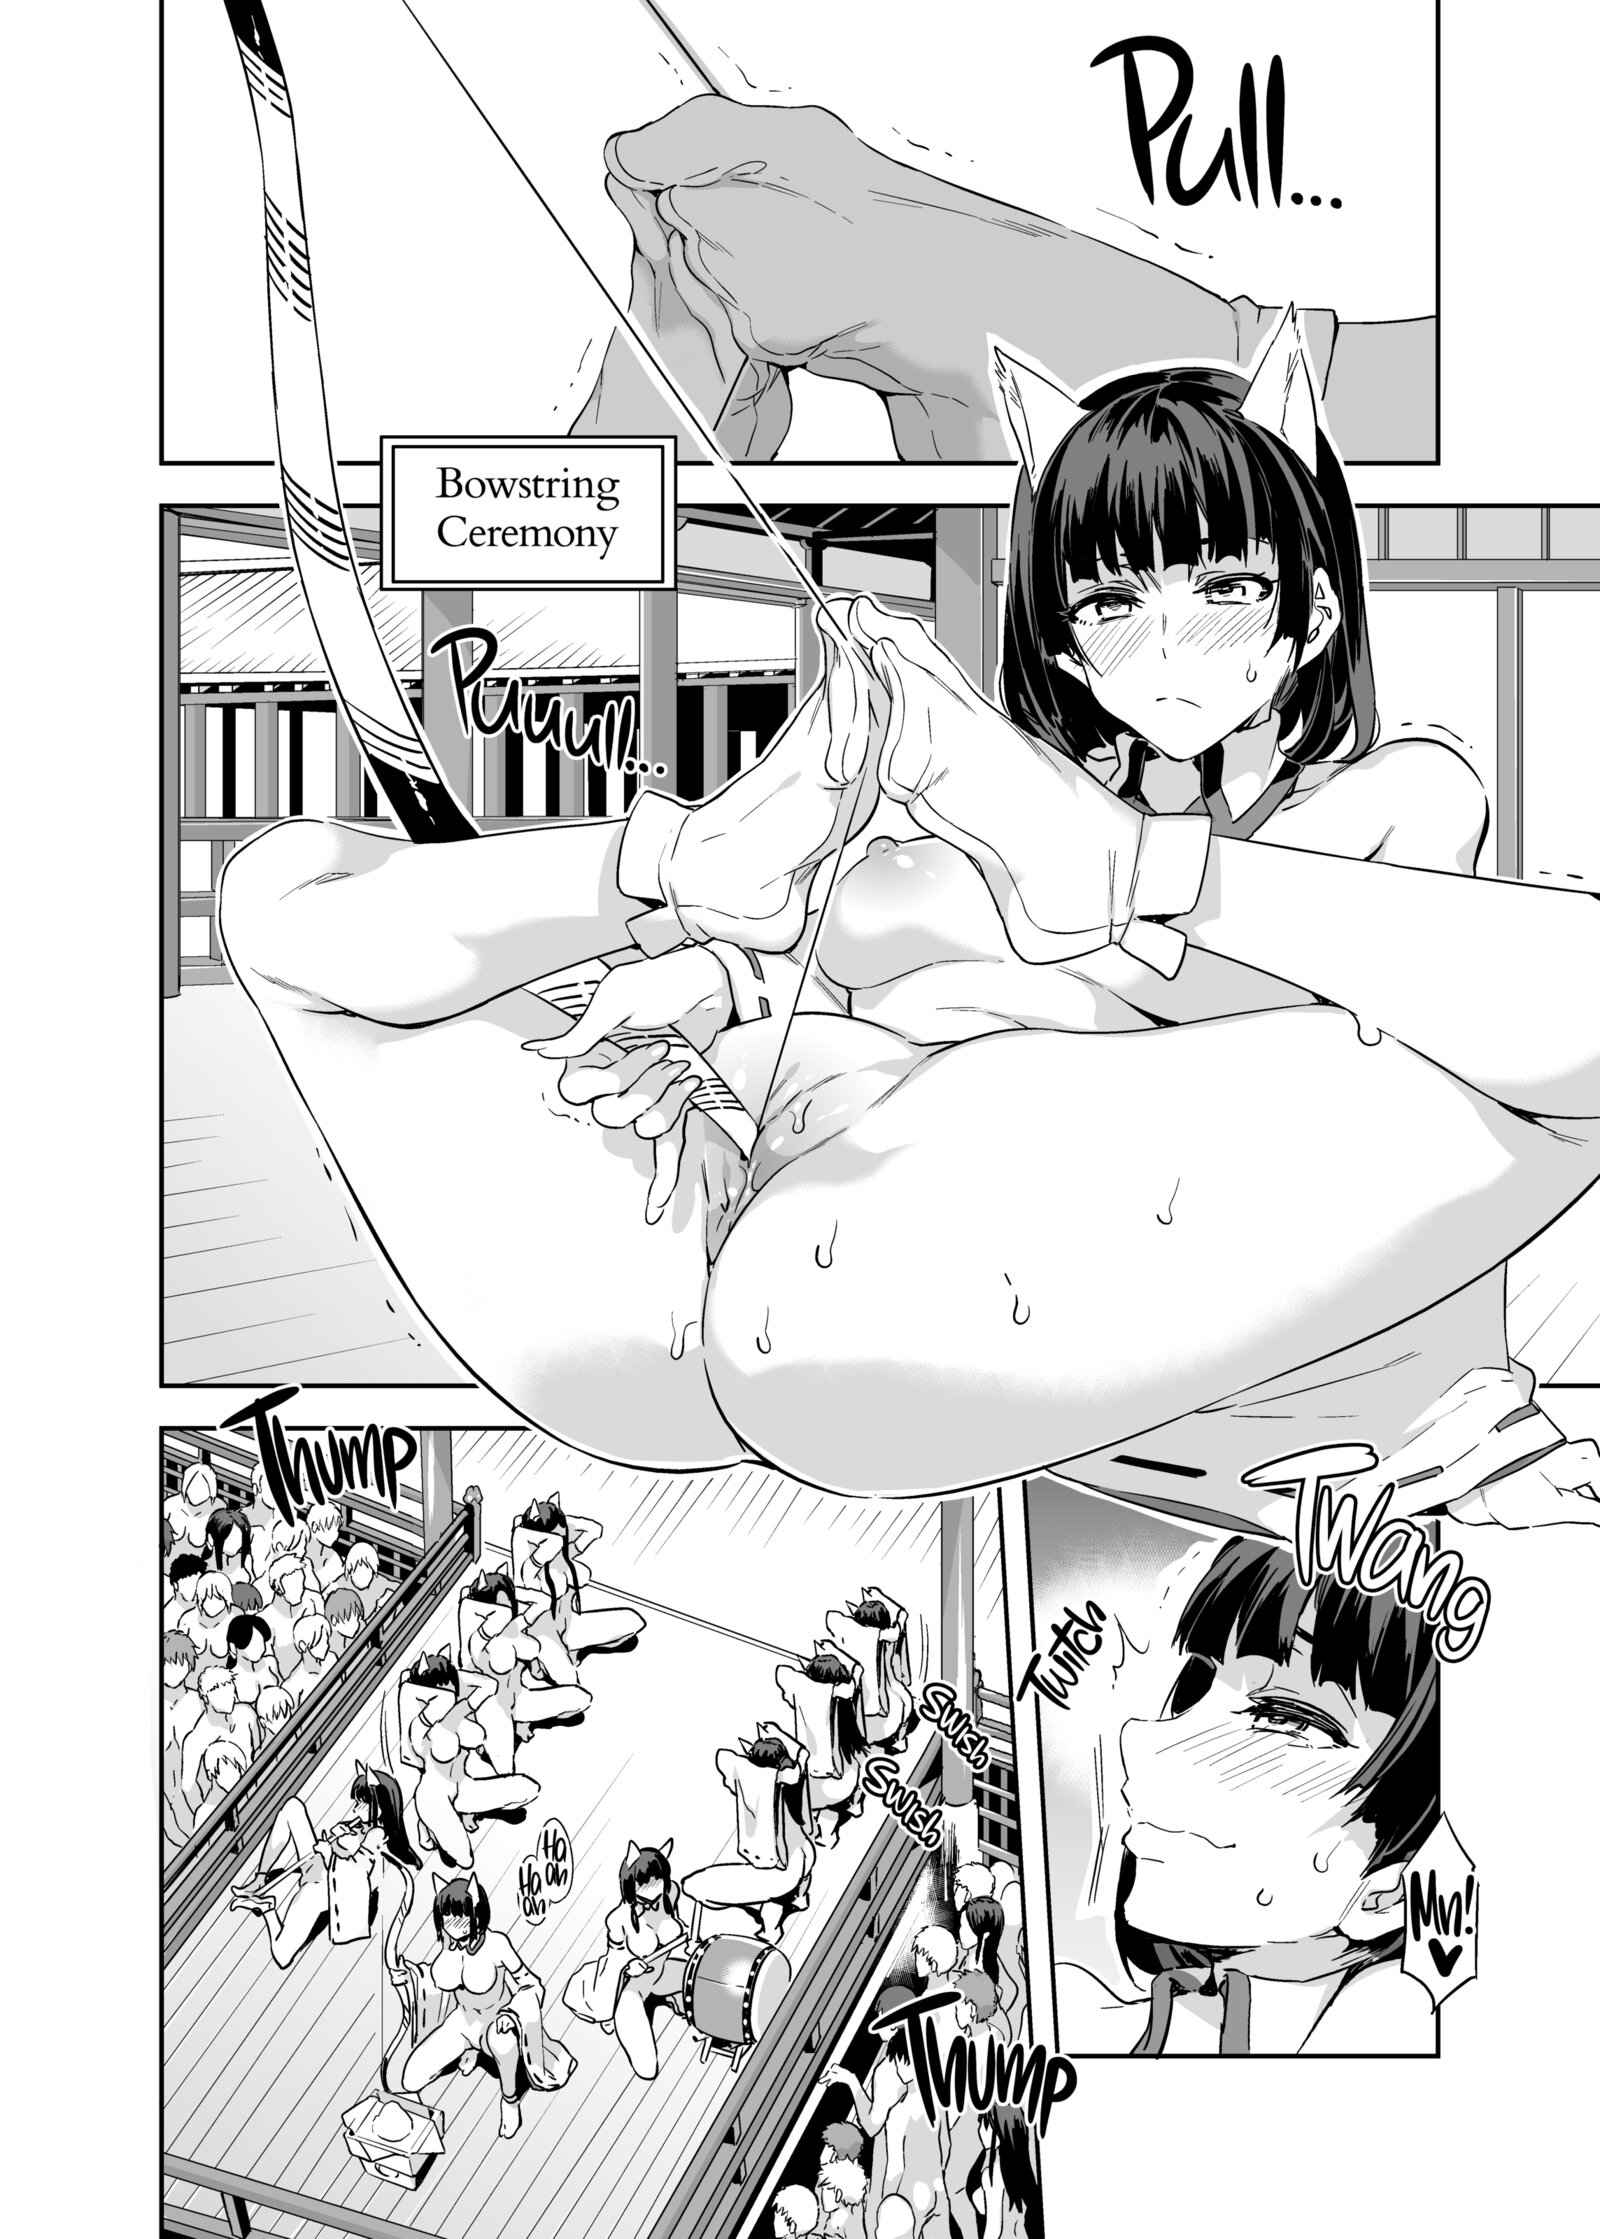 Pull...
Bowstring
Ceremony
Puuull...
Thump
Twang
Twitch
Swish
Swish
Mn!♥
Ha
ah
Ha
ah
Thump